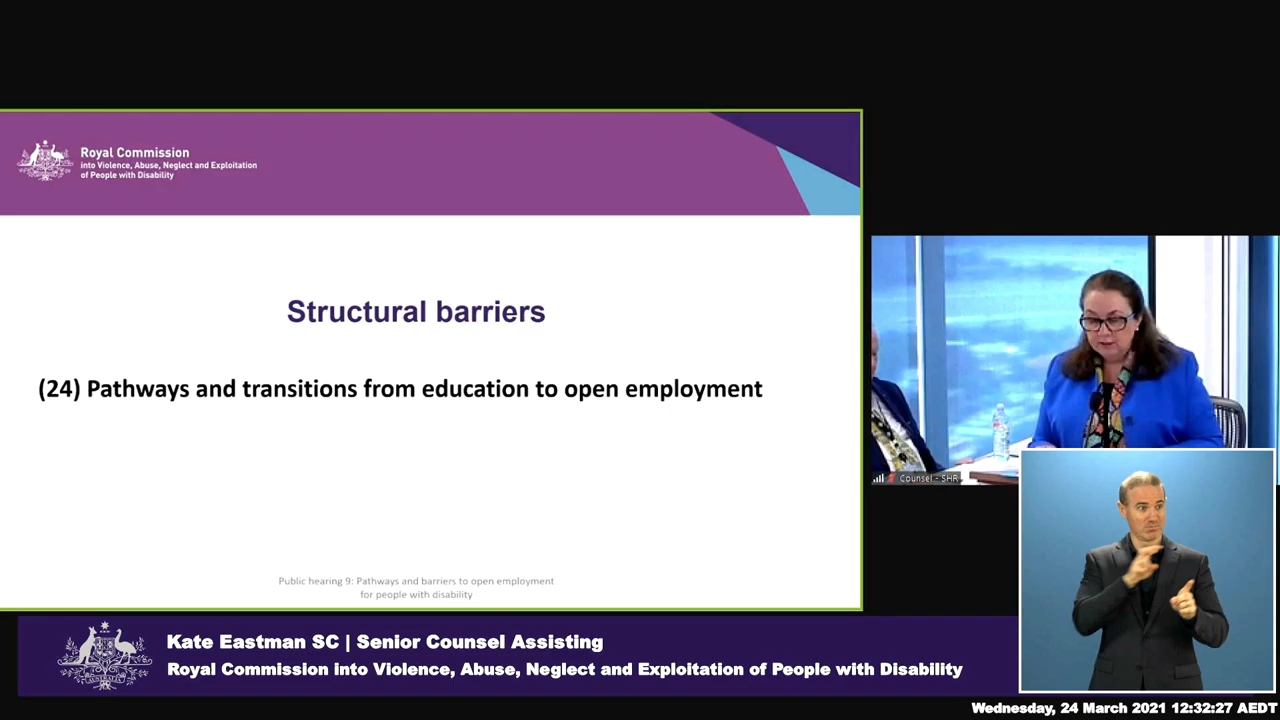 Royal Commission
into Violence, Abuse, Neglect and Exploitation
of People with Disability
Structural barriers
(24) Pathways and transitions from education to open employment
Public hearing 9: Pathways and barriers to open employment
for people with disability
Counsel - SHR
Kate Eastman SC | Senior Counsel Assisting
Royal Commission into Violence, Abuse, Neglect and Exploitation of People with Disability
Wednesday, 24 March 2021 12:32:27 AEDT